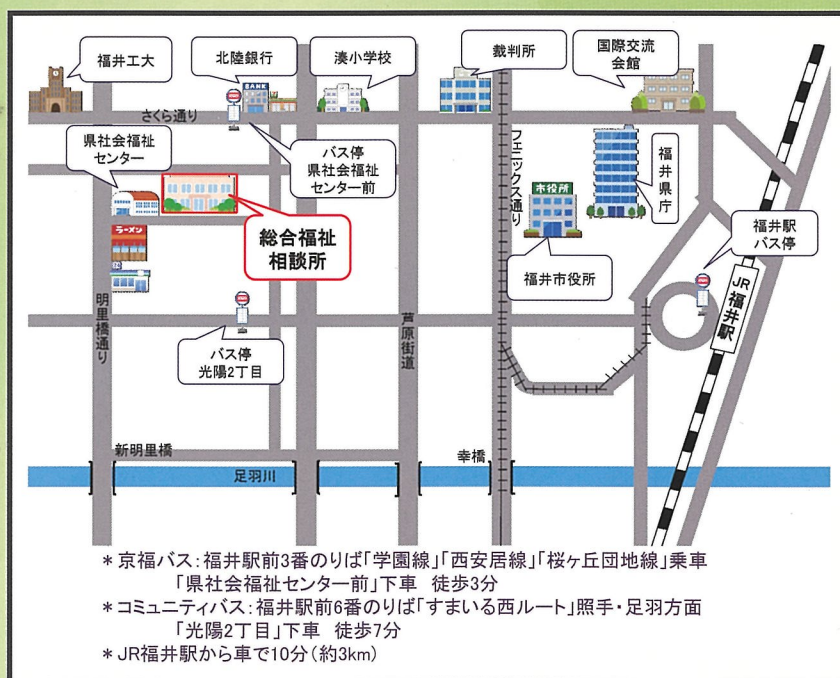 福井工大
北陸銀行
湊小学校
裁判所
国際交流
会館
BANK
さくら通り
県社会福祉
センター
バス停
県社会福祉
センター前
フェニックス通り
市役所
福井県庁
ラーメン
総合福祉
相談所
福井市役所
福井駅
バス停
JR福井駅
明里橋通り
バス停
光陽2丁目
芦原街道
新明里橋
足羽川
幸橋
*京福バス:福井駅前3番のりば「学園線」「西安居線」「桜ヶ丘団地線」乗車
「県社会福祉センター前」下車 徒歩3分
*コミュニティバス:福井駅前6番のりば「すまいる西ルート」照手・足羽方面
「光陽2丁目」下車 徒歩7分
*JR福井駅から車で10分(約3km)